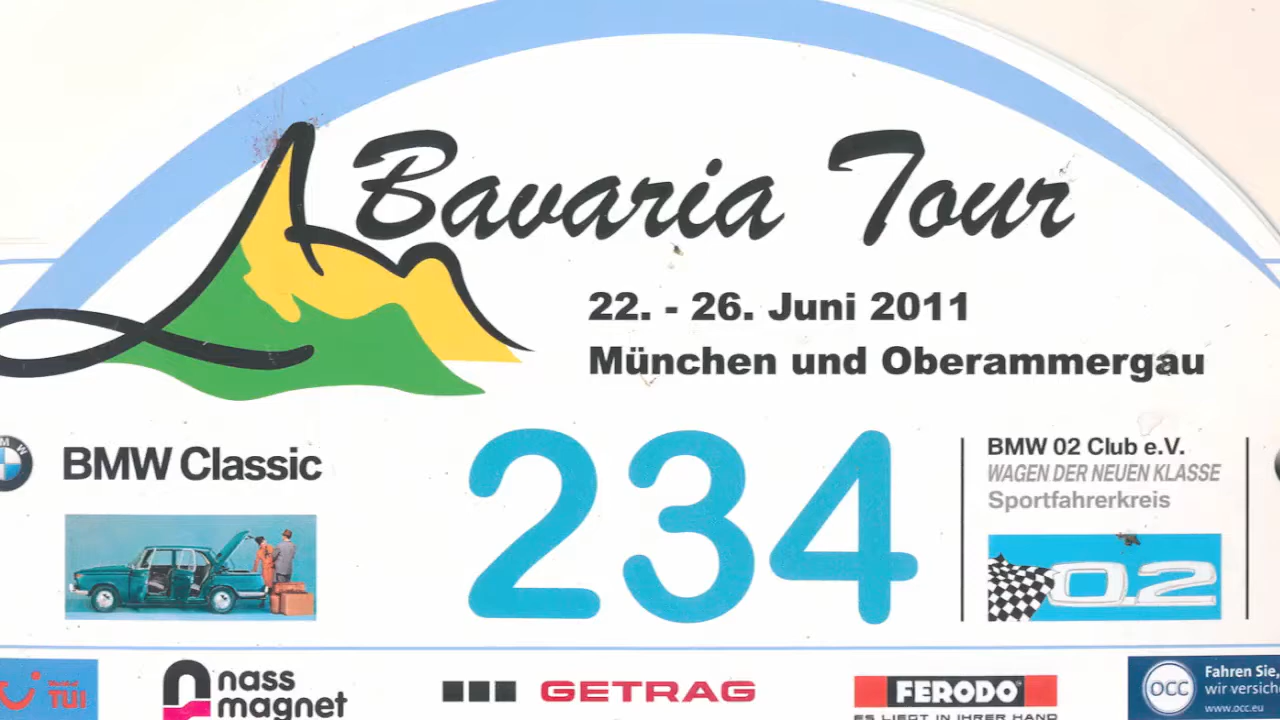 Bavaria Tour
22. - 26. Juni 2011
München und Oberammergau
BMW
BMW Classic
234
BMW 02 Club e.V.
WAGEN DER NEUEN KLASSE
Sportfahrerkreis
02
TUI
nass
magnet
GETRAG
FERODO
ES LIEGT IN IHRER HAND
OCC
Fahren Sie,
wir versiche
www.occ.eu